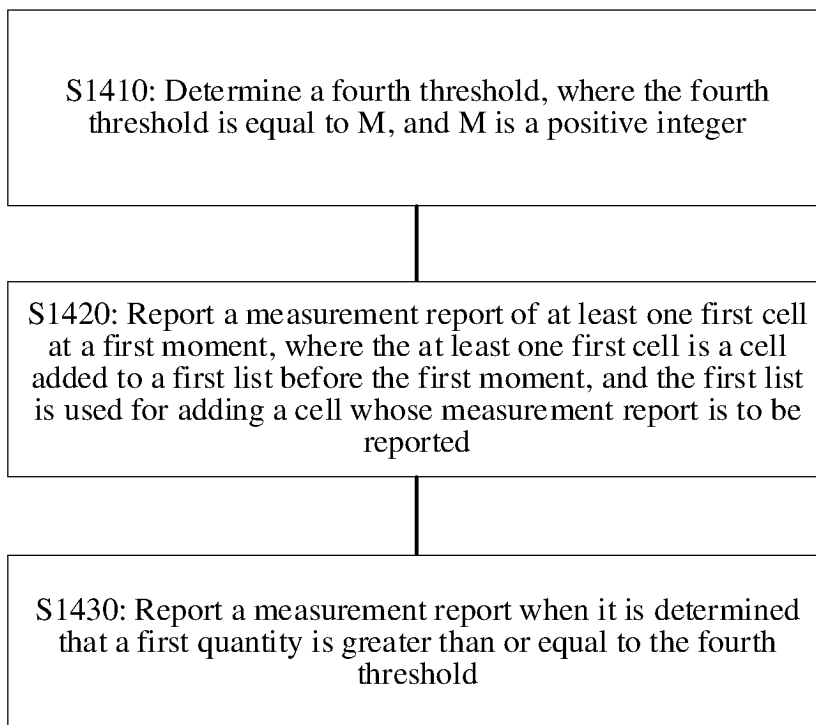 S1410: Determine a fourth threshold, where the fourth
threshold is equal to M, and M is a positive integer
S1420: Report a measurement report of at least one first cell
at a first moment, where the at least one first cell is a cell
added to a first list before the first moment, and the first list
is used for adding a cell whose measurement report is to be
reported
S1430: Report a measurement report when it is determined
that a first quantity is greater than or equal to the fourth
threshold